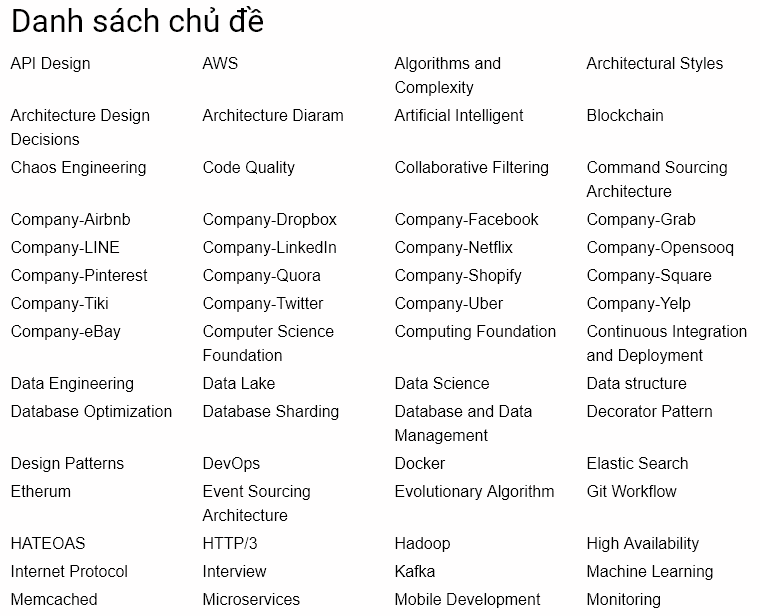 Danh sách chủ đề
API Design AWS Algorithms and Architectural Styles
Complexity
Architecture Design Architecture Diaram Artificial Intelligent Blockchain
Decisions
Chaos Engineering Code Quality Collaborative Filtering Command Sourcing
Architecture
Company-Airbnb Company-Dropbox Company-Facebook Company-Grab
Company-LINE Company-LinkedIn Company-Netflix Company-Opensooq
Company-Pinterest Company-Quora Company-Shopify Company-Square
Company-Tiki Company-Twitter Company-Uber Company-Yelp
Company-eBay Computer Science Computing Foundation Continuous Integration
Foundation and Deployment
Data Engineering Data Lake Data Science Data structure
Database Optimization Database Sharding Database and Data Decorator Pattern
Management
Design Patterns DevOps Docker Elastic Search
Etherum Event Sourcing Evolutionary Algorithm Git Workflow
Architecture
HATEOAS HTTP/3 Hadoop High Availability
Internet Protocol Interview Kafka Machine Learning
Memcached Microservices Mobile Development Monitoring